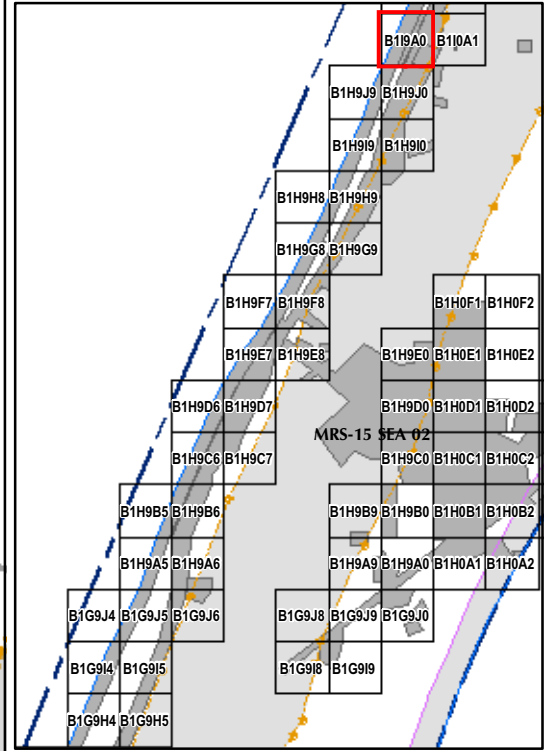 B1I9A0 B1I0A1
B1H9J9 B1H9J0
B1H9I9 B1H9I0
B1H9H8 B1H9H9
B1H9G8 B1H9G9
B1H9F7 B1H9F8 B1H0F1 B1H0F2
B1H9E7 B1H9E8 B1H9E0 B1H0E1 B1H0E2
B1H9D6 B1H9D7 B1H9D0 B1H0D1 B1H0D2
MRS-15 SEA 02
B1H9C6 B1H9C7 B1H9C0 B1H0C1 B1H0C2
B1H9B5 B1H9B6 B1H9B9 B1H9B0 B1H0B1 B1H0B2
B1H9A5 B1H9A6 B1H9A9 B1H9A0 B1H0A1 B1H0A2
B1G9J4 B1G9J5 B1G9J6 B1G9J8 B1G9J9 B1G9J0
B1G9I4 B1G9I5 B1G9I8 B1G9I9
B1G9H4 B1G9H5